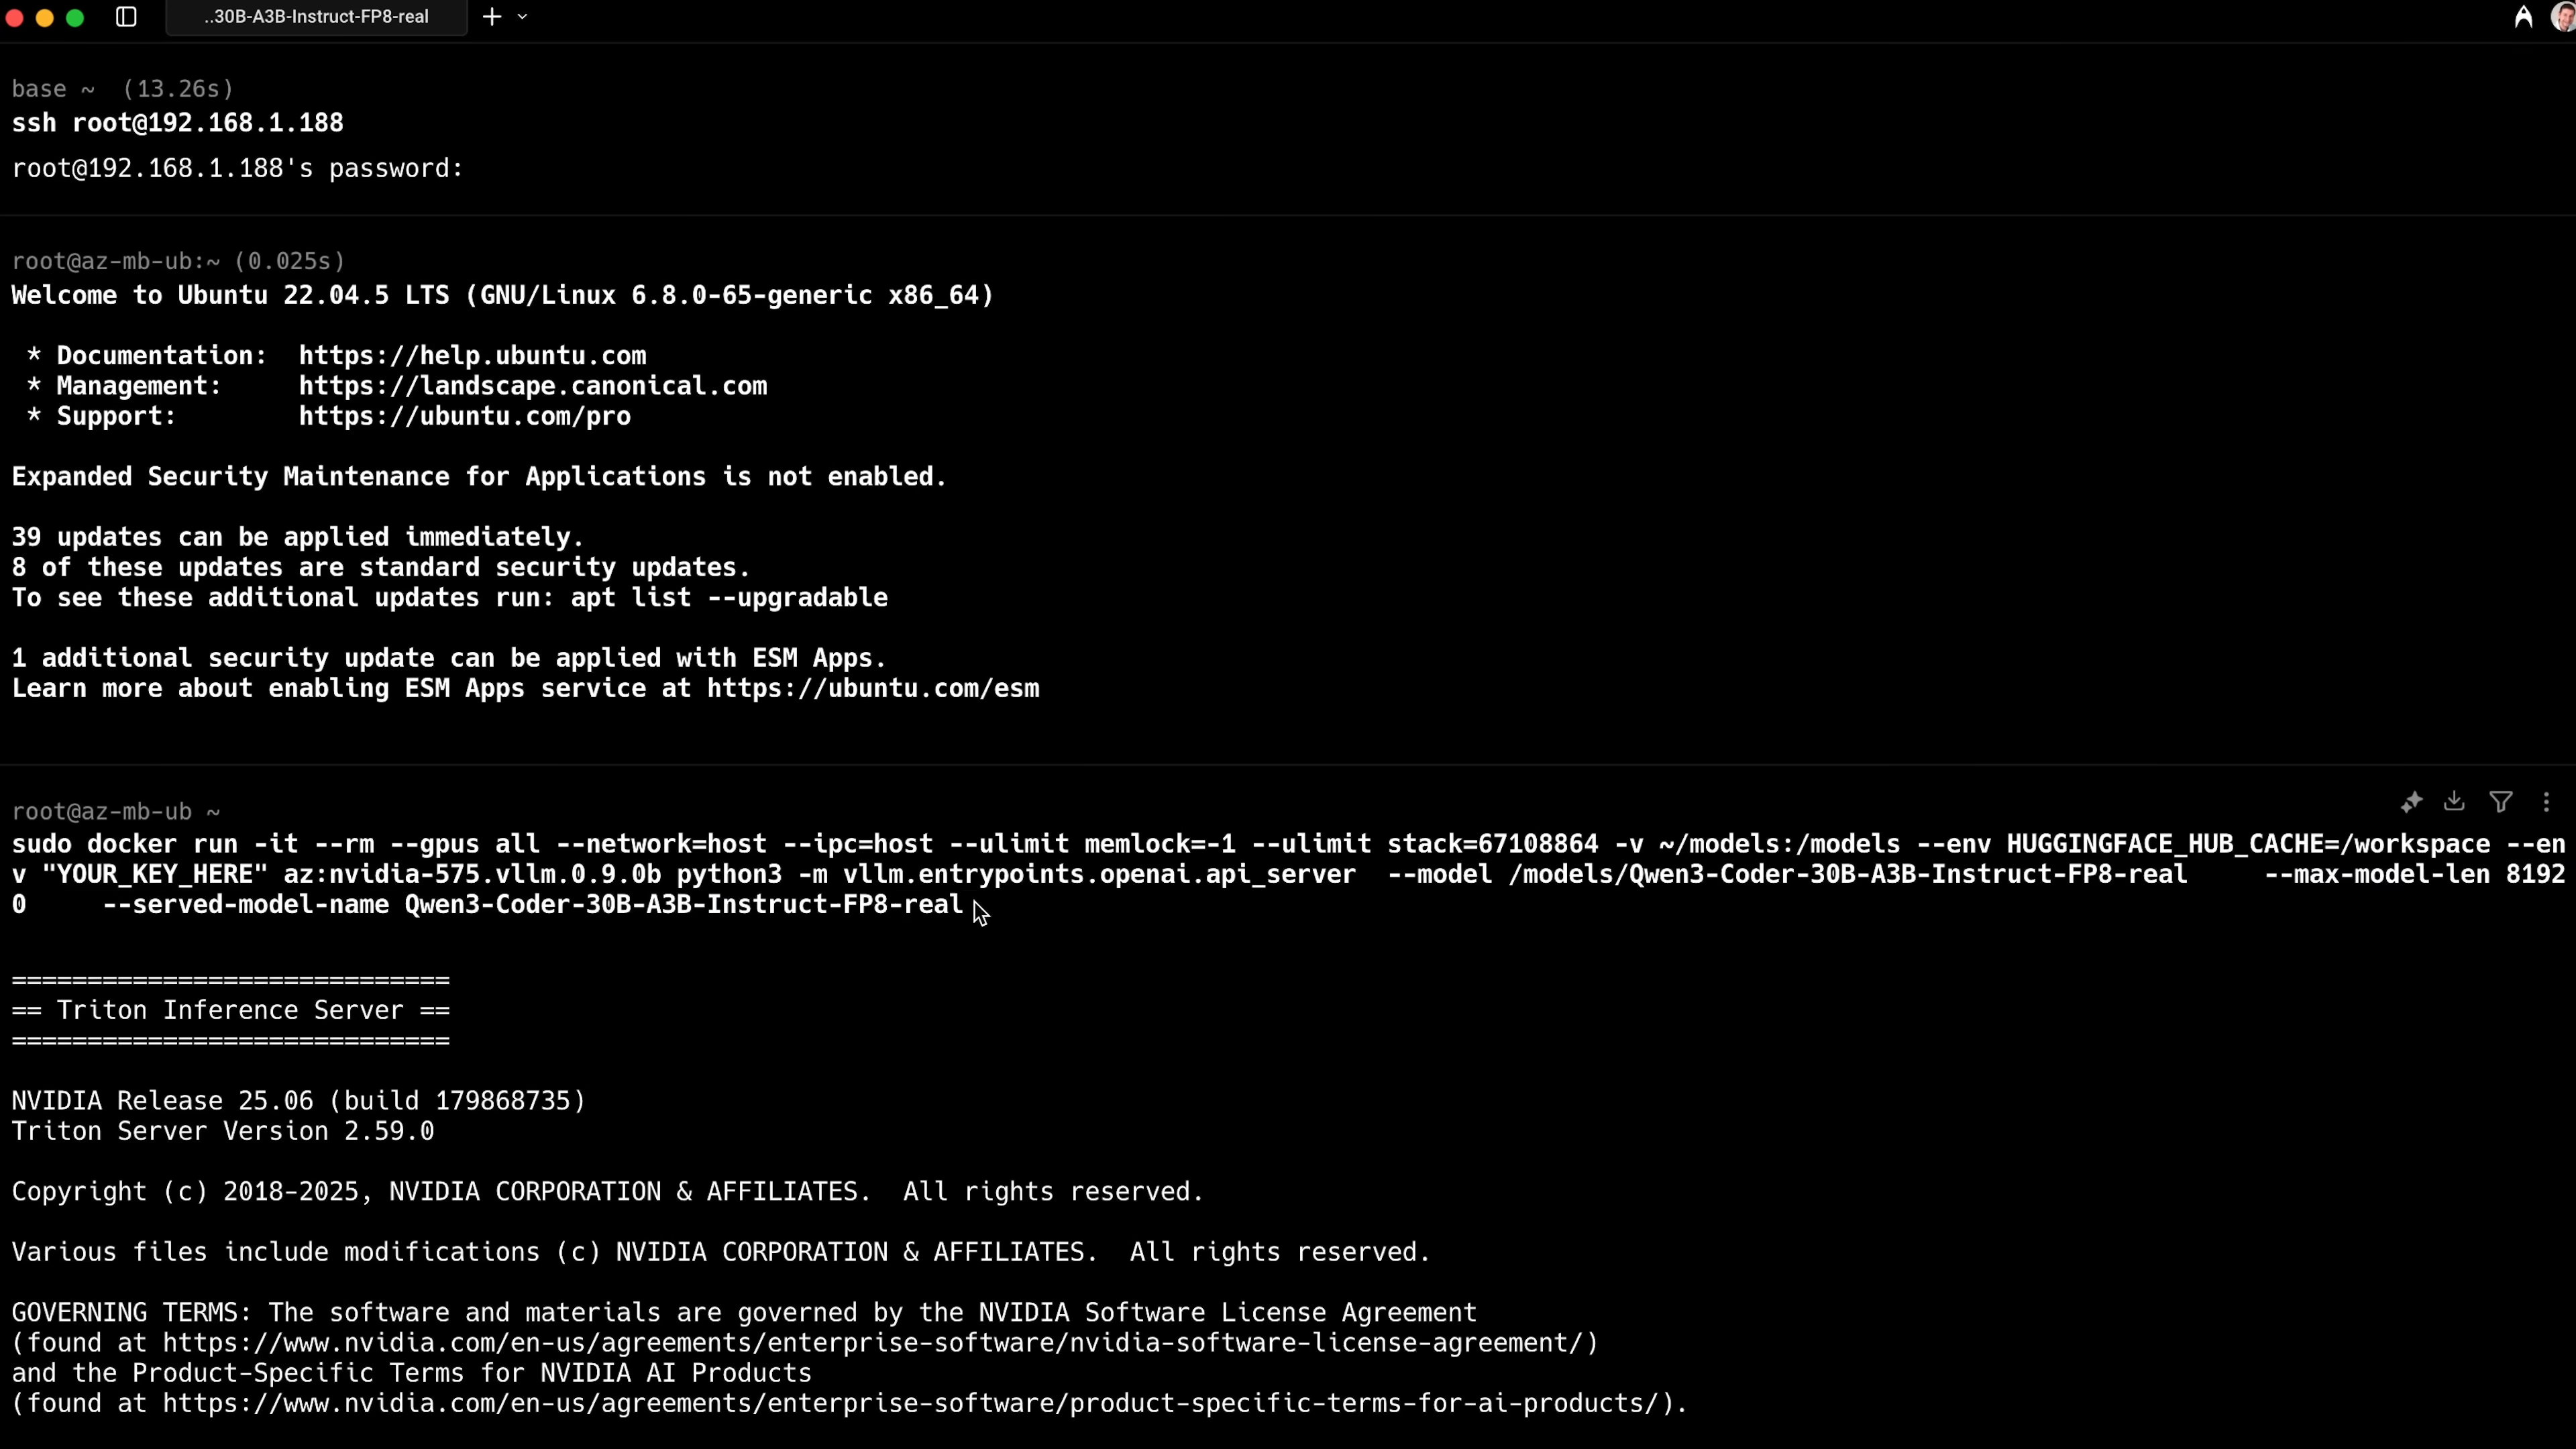 ..30B-A3B-Instruct-FP8-real
base ~ (13.26s)
ssh root@192.168.1.188
root@192.168.1.188's password:
root@az-mb-ub:~ (0.025s)
Welcome to Ubuntu 22.04.5 LTS (GNU/Linux 6.8.0-65-generic x86_64)
* Documentation: https://help.ubuntu.com
* Management: https://landscape.canonical.com
* Support: https://ubuntu.com/pro
Expanded Security Maintenance for Applications is not enabled.
39 updates can be applied immediately.
8 of these updates are standard security updates.
To see these additional updates run: apt list --upgradable
1 additional security update can be applied with ESM Apps.
Learn more about enabling ESM Apps service at https://ubuntu.com/esm
root@az-mb-ub ~
sudo docker run -it --rm --gpus all --network=host --ipc=host --ulimit memlock=-1 --ulimit stack=67108864 -v ~/models:/models --env HUGGINGFACE_HUB_CACHE=/workspace --en
v "YOUR_KEY_HERE" az:nvidia-575.vllm.0.9.0b python3 -m vllm.entrypoints.openai.api_server --model /models/Qwen3-Coder-30B-A3B-Instruct-FP8-real --max-model-len 8192
0 --served-model-name Qwen3-Coder-30B-A3B-Instruct-FP8-real
=============================
== Triton Inference Server ==
=============================
NVIDIA Release 25.06 (build 179868735)
Triton Server Version 2.59.0
Copyright (c) 2018-2025, NVIDIA CORPORATION & AFFILIATES. All rights reserved.
Various files include modifications (c) NVIDIA CORPORATION & AFFILIATES. All rights reserved.
GOVERNING TERMS: The software and materials are governed by the NVIDIA Software License Agreement
(found at https://www.nvidia.com/en-us/agreements/enterprise-software/nvidia-software-license-agreement/)
and the Product-Specific Terms for NVIDIA AI Products
(found at https://www.nvidia.com/en-us/agreements/enterprise-software/product-specific-terms-for-ai-products/).